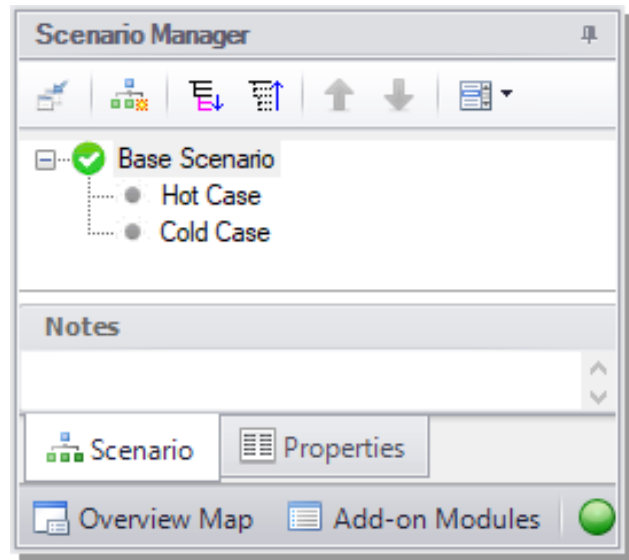 Scenario Manager
Base Scenario
Hot Case
Cold Case
Notes
Scenario Properties
Overview Map Add-on Modules